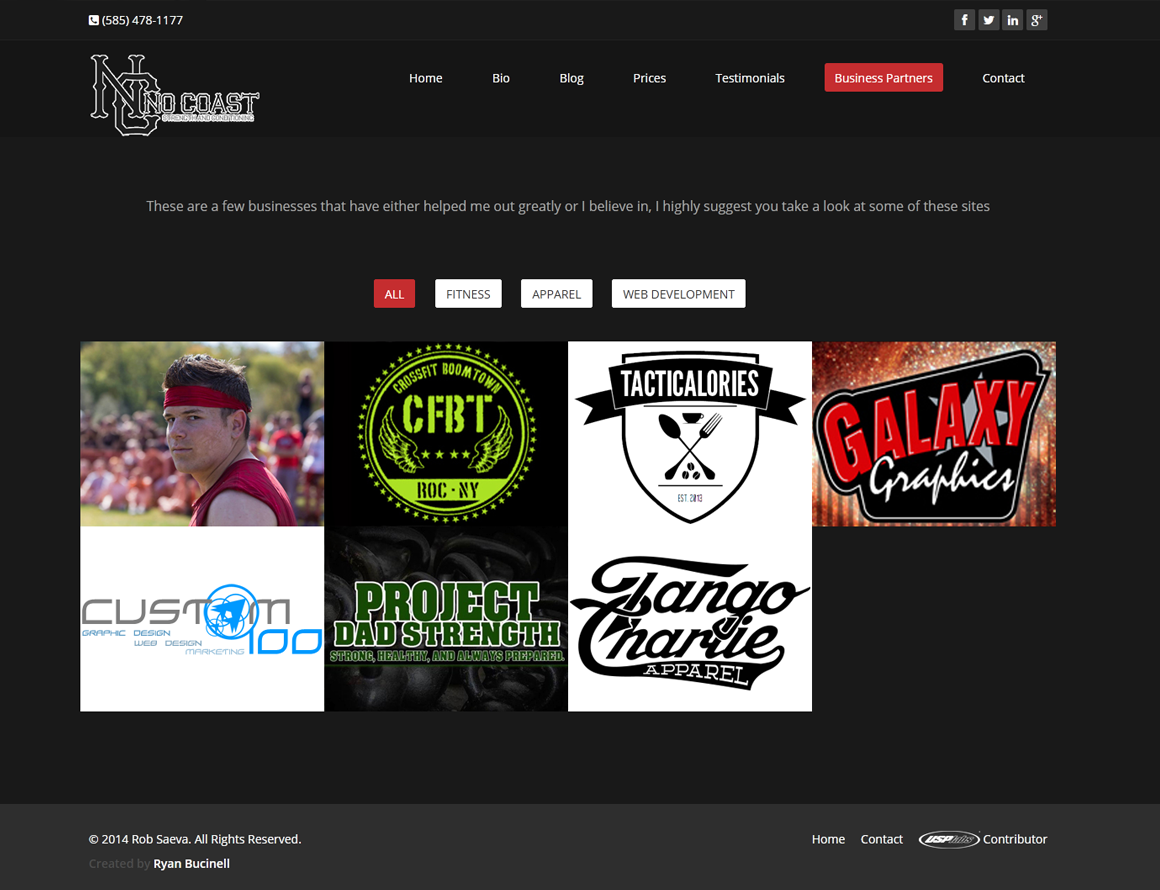 (585) 478-1177
NC NO COAST
STRENGTH AND CONDITIONING
Home Bio Blog Prices Testimonials Business Partners Contact
These are a few businesses that have either helped me out greatly or I believe in, I highly suggest you take a look at some of these sites
ALL FITNESS APPAREL WEB DEVELOPMENT
CROSSFIT BOOMTOWN
CFBT
ROC - NY
TACTICALORIES
EST 2013
GALAXY
Graphics
CUSTOM
GRAPHIC DESIGN
WEB DESIGN
MARKETING
100
PROJECT
DAD STRENGTH
STRONG, HEALTHY, AND ALWAYS PREPARED.
Tango
Charlie
APPAREL
© 2014 Rob Saeva. All Rights Reserved.
Home Contact USPlabs Contributor
Created by Ryan Bucinell